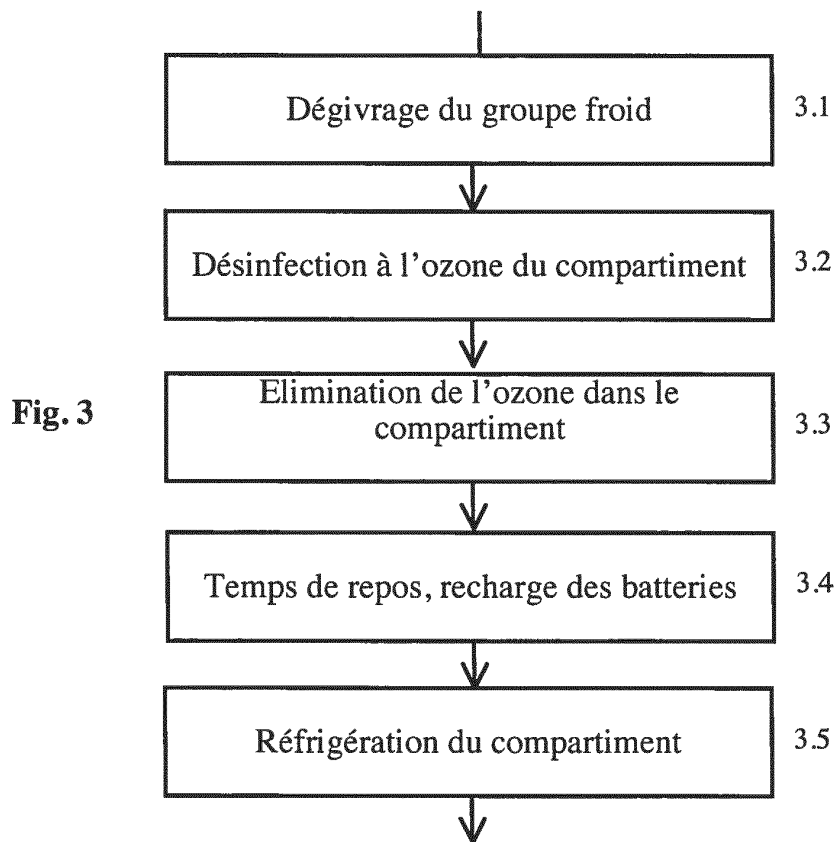 Dégivrage du groupe froid
3.1
Désinfection à l'ozone du compartiment
3.2
Elimination de l'ozone dans le
compartiment
3.3
Fig. 3
Temps de repos, recharge des batteries
3.4
Réfrigération du compartiment
3.5